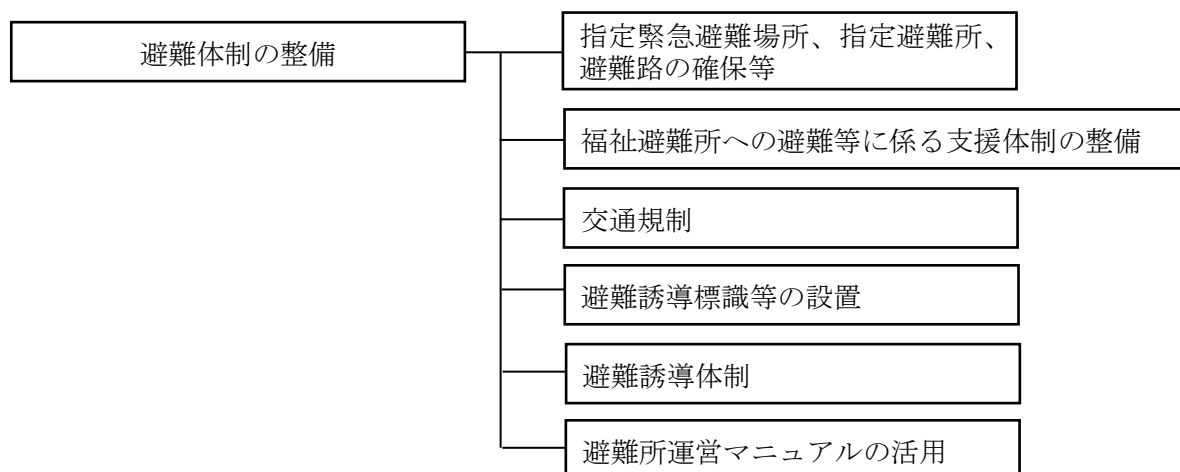 避難体制の整備
指定緊急避難場所、指定避難所、
避難路の確保等
福祉避難所への避難等に係る支援体制の整備
交通規制
避難誘導標識等の設置
避難誘導体制
避難所運営マニュアルの活用